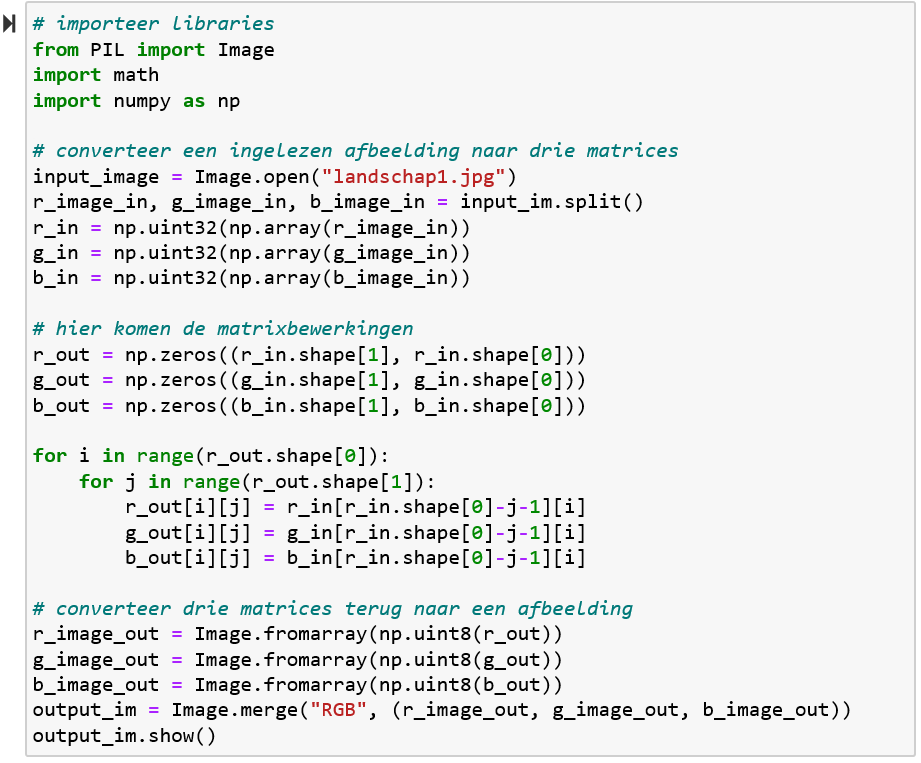 # importeer libraries
from PIL import Image
import math
import numpy as np

# converteer een ingelezen afbeelding naar drie matrices
input_image = Image.open("landschap1.jpg")
r_image_in, g_image_in, b_image_in = input_im.split()
r_in = np.uint32(np.array(r_image_in))
g_in = np.uint32(np.array(g_image_in))
b_in = np.uint32(np.array(b_image_in))

# hier komen de matrixbewerkingen
r_out = np.zeros((r_in.shape[1], r_in.shape[0]))
g_out = np.zeros((g_in.shape[1], g_in.shape[0]))
b_out = np.zeros((b_in.shape[1], b_in.shape[0]))

for i in range(r_out.shape[0]):
    for j in range(r_out.shape[1]):
        r_out[i][j] = r_in[r_in.shape[0]-j-1][i]
        g_out[i][j] = g_in[r_in.shape[0]-j-1][i]
        b_out[i][j] = b_in[r_in.shape[0]-j-1][i]

# converteer drie matrices terug naar een afbeelding
r_image_out = Image.fromarray(np.uint8(r_out))
g_image_out = Image.fromarray(np.uint8(g_out))
b_image_out = Image.fromarray(np.uint8(b_out))
output_im = Image.merge("RGB", (r_image_out, g_image_out, b_image_out))
output_im.show()